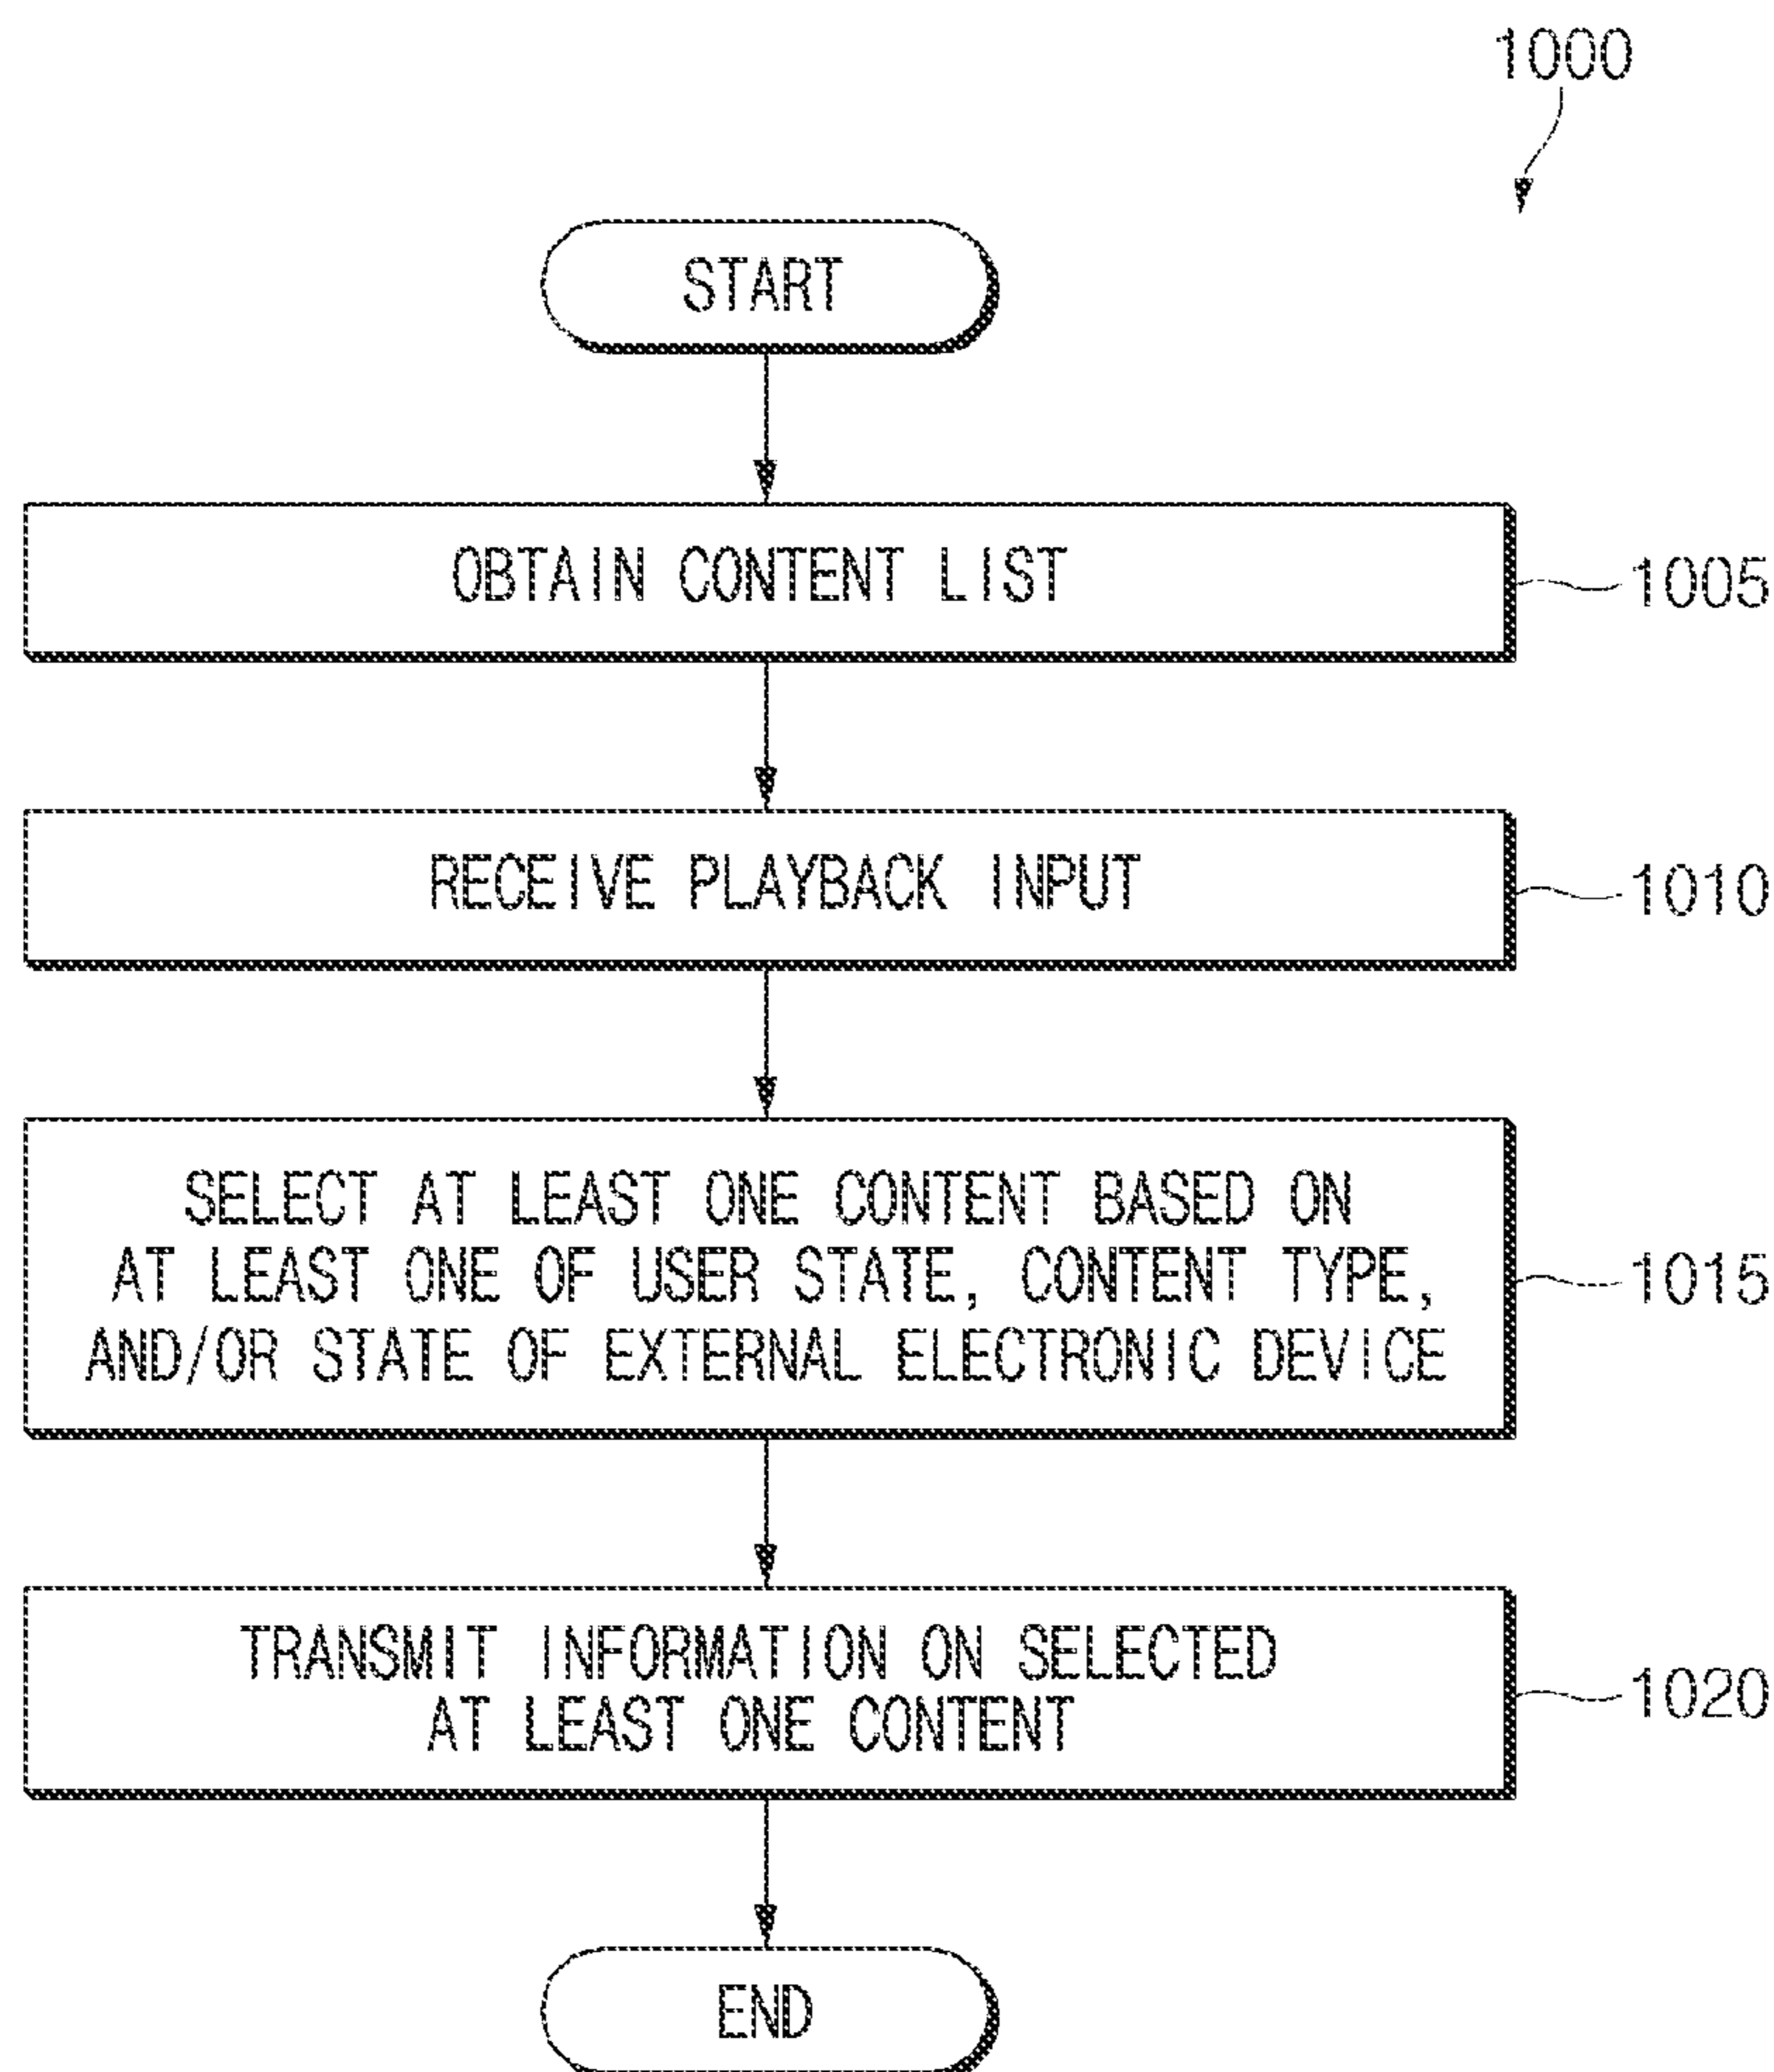 1000
START
OBTAIN CONTENT LIST
1005
RECEIVE PLAYBACK INPUT
1010
SELECT AT LEAST ONE CONTENT BASED ON
AT LEAST ONE OF USER STATE, CONTENT TYPE,
AND/OR STATE OF EXTERNAL ELECTRONIC DEVICE
1015
TRANSMIT INFORMATION ON SELECTED
AT LEAST ONE CONTENT
1020
END